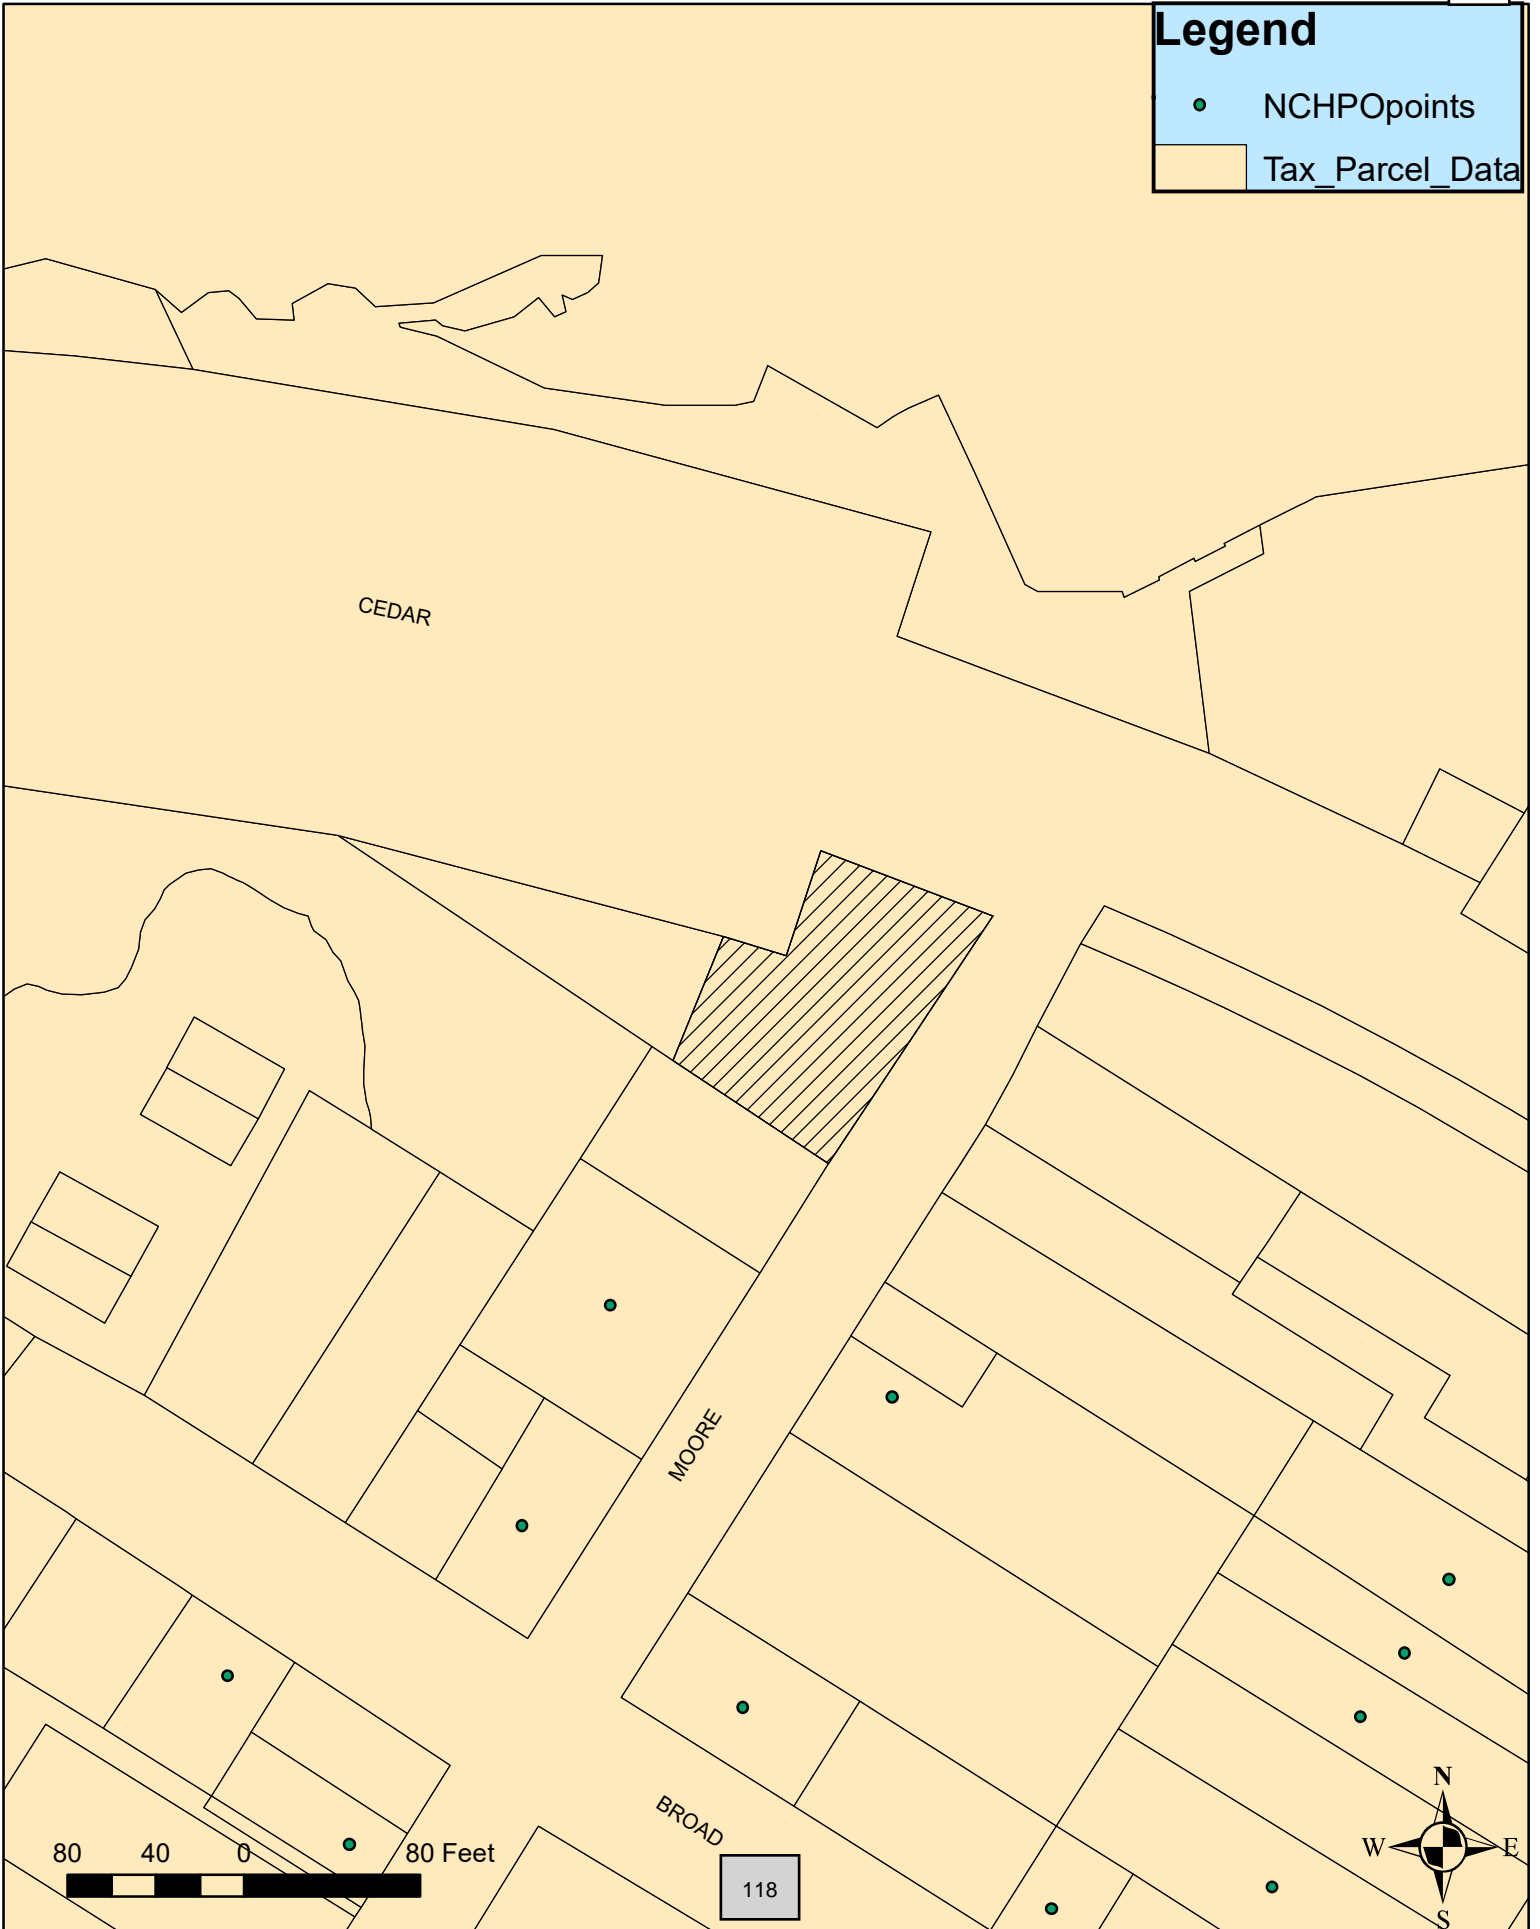 Legend
NCHPOpoints
Tax_Parcel_Data
CEDAR
MOORE
BROAD
118
80 40 0 80 Feet
N
W E
S